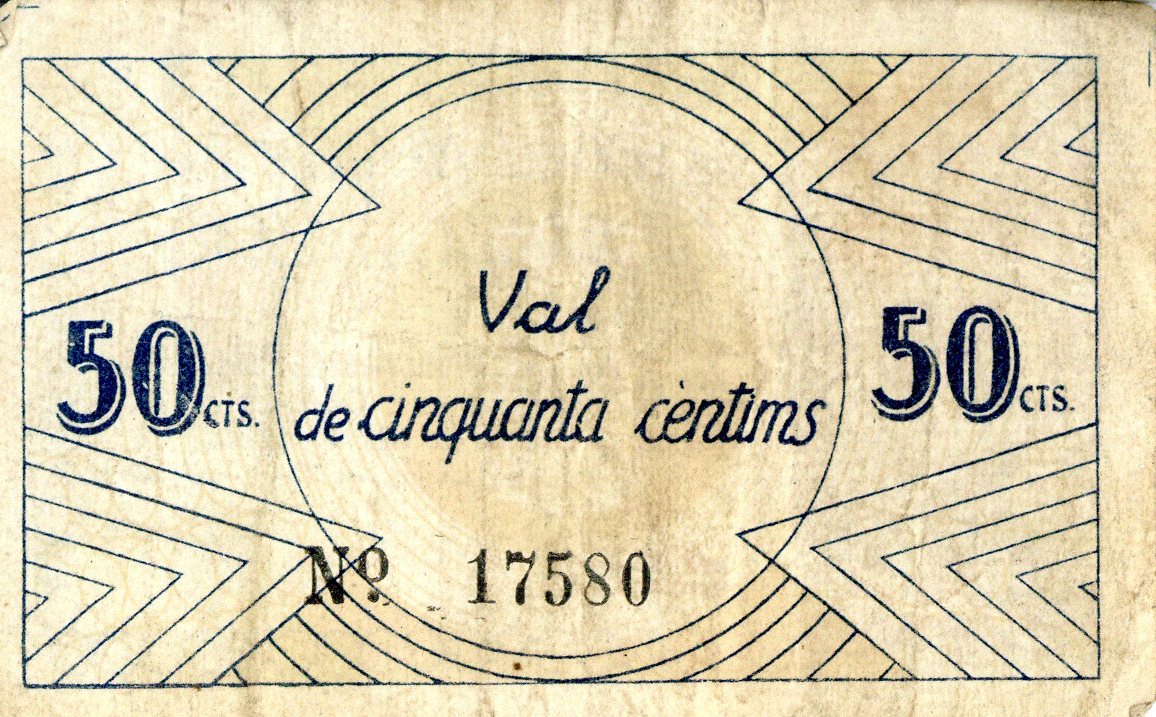 Val
50 CTS.
50 CTS.
de cinquanta cèntims
Nº. 17580